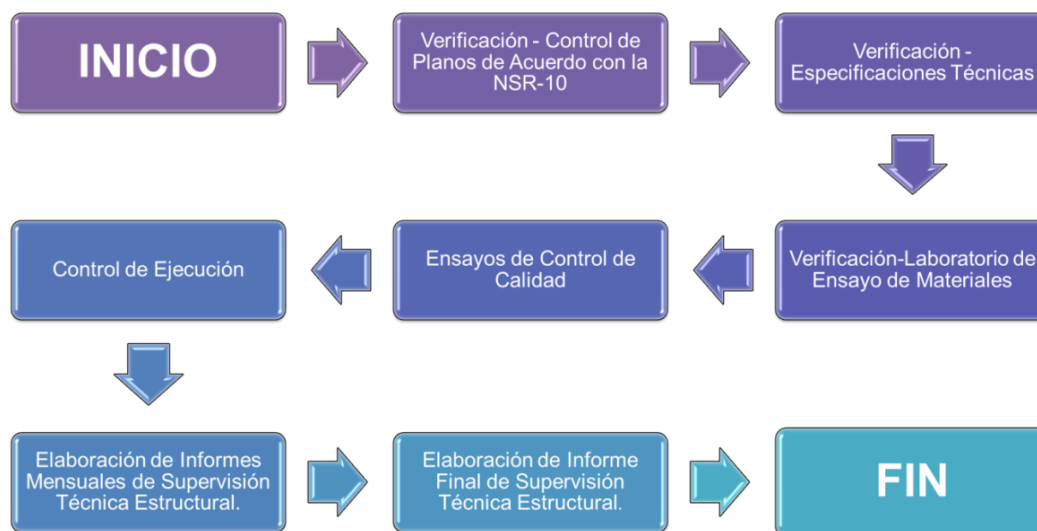 INICIO
Verificación - Control de
Planos de Acuerdo con la
NSR-10
Verificación -
Especificaciones Técnicas
Verificación-Laboratorio de
Ensayo de Materiales
Ensayos de Control de
Calidad
Control de Ejecución
Elaboración de Informes
Mensuales de Supervisión
Técnica Estructural.
Elaboración de Informe
Final de Supervisión
Técnica Estructural.
FIN